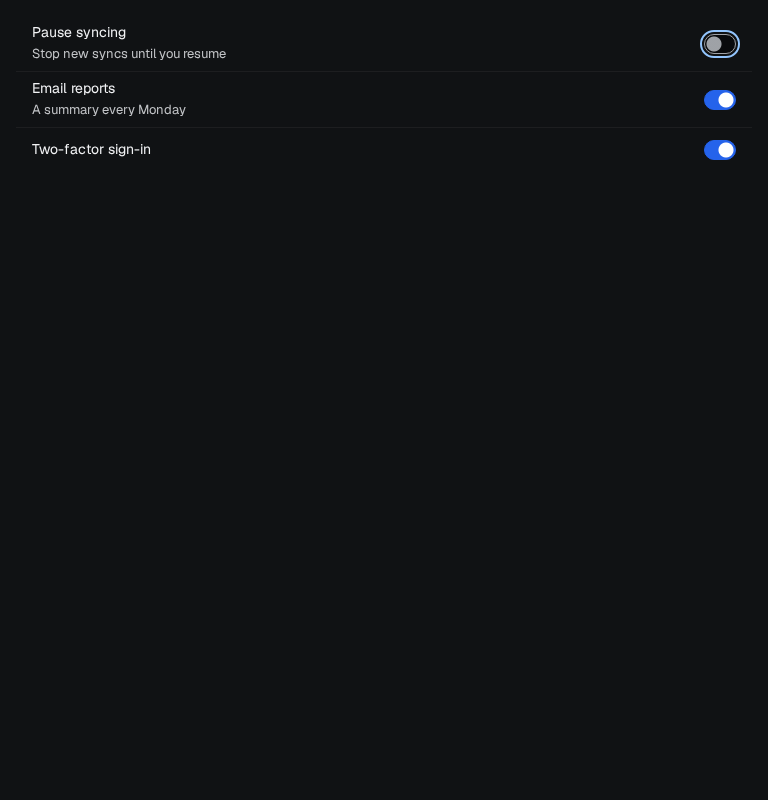 Pause syncing
Stop new syncs until you resume
Email reports
A summary every Monday
Two-factor sign-in